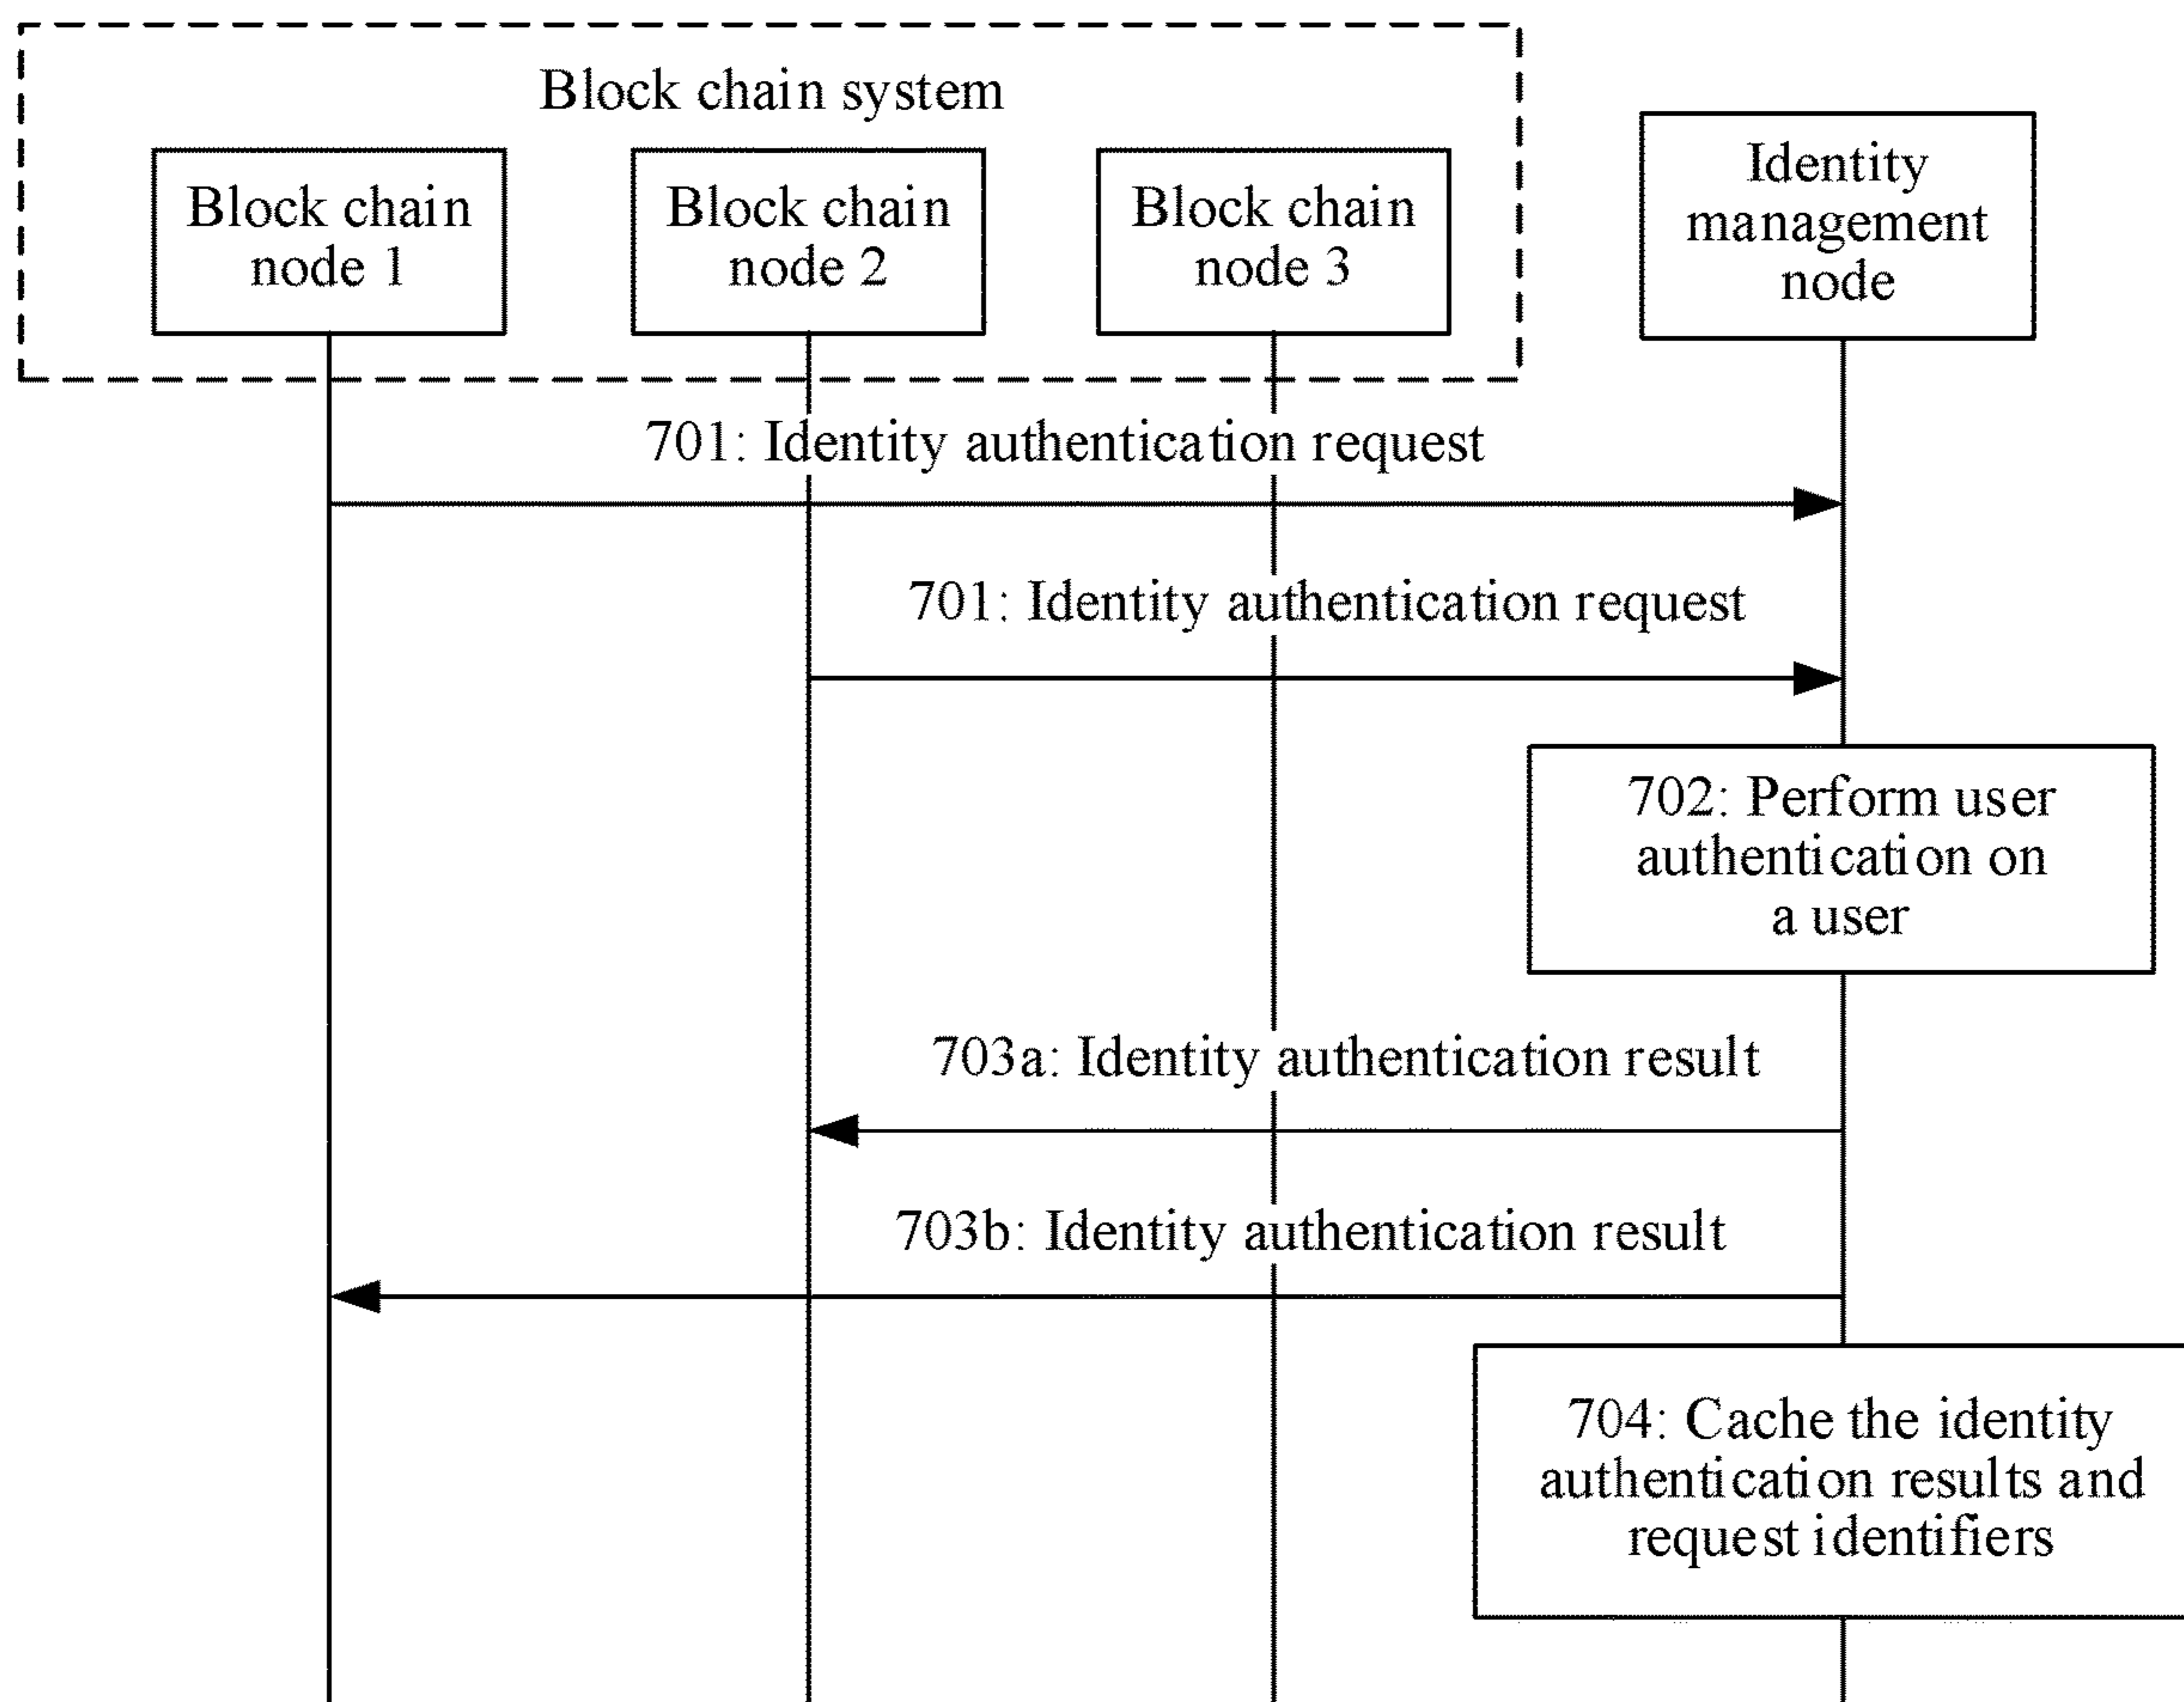 Block chain system
Block chain
node 1
Block chain
node 2
Block chain
node 3
Identity
management
node
701: Identity authentication request
701: Identity authentication request
702: Perform user
authentication on
a user
703a: Identity authentication result
703b: Identity authentication result
704: Cache the identity
authentication results and
request identifiers